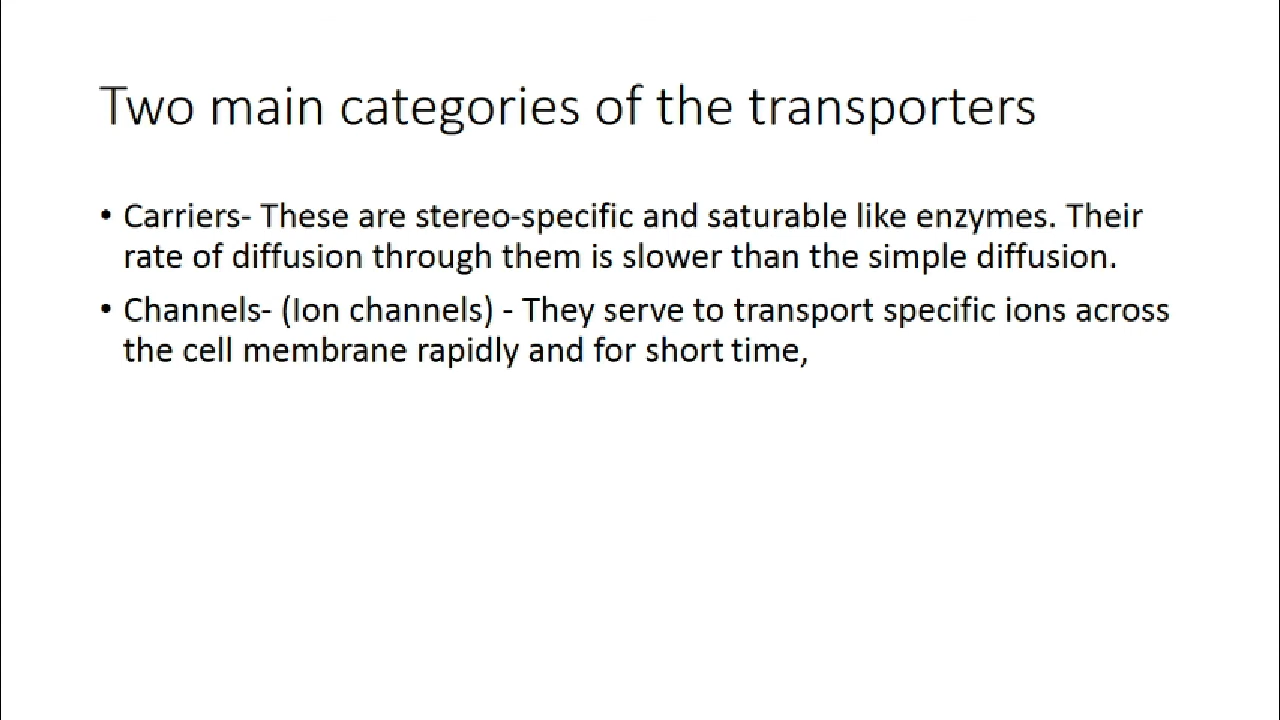 Two main categories of the transporters
• Carriers- These are stereo-specific and saturable like enzymes. Their
rate of diffusion through them is slower than the simple diffusion.
• Channels- (Ion channels) - They serve to transport specific ions across
the cell membrane rapidly and for short time,